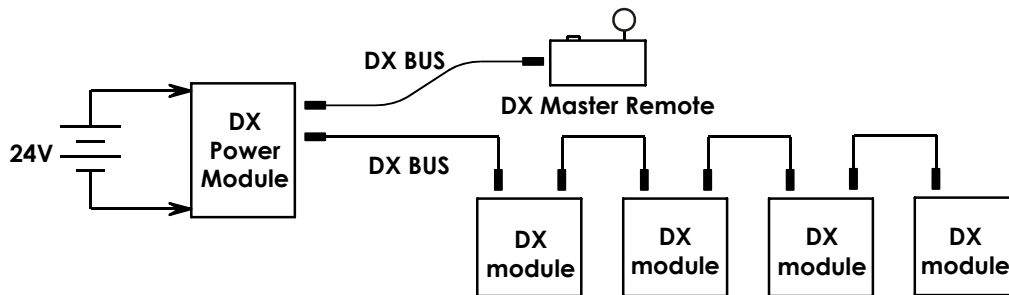 DX BUS
DX Master Remote
24V
DX
Power
Module
DX BUS
DX
module
DX
module
DX
module
DX
module